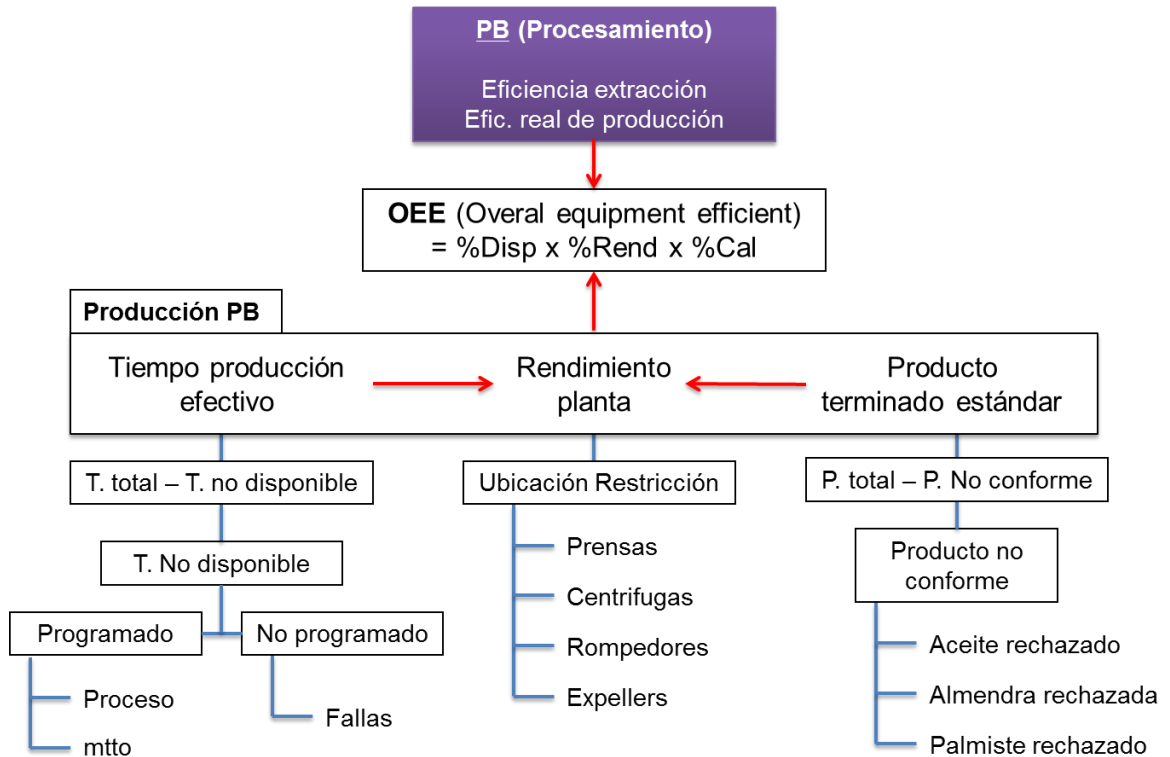 PB (Procesamiento)
Eficiencia extracción
Efic. real de producción
OEE (Overal equipment efficient)
= %Disp x %Rend x %Cal
Producción PB
Tiempo producción
efectivo
Rendimiento
planta
Producto
terminado estándar
T. total – T. no disponible
Ubicación Restricción
P. total – P. No conforme
T. No disponible
Programado
No programado
Proceso
mtto
Fallas
Prensas
Centrifugas
Rompedores
Expellers
Producto no
conforme
Aceite rechazado
Almendra rechazada
Palmiste rechazado